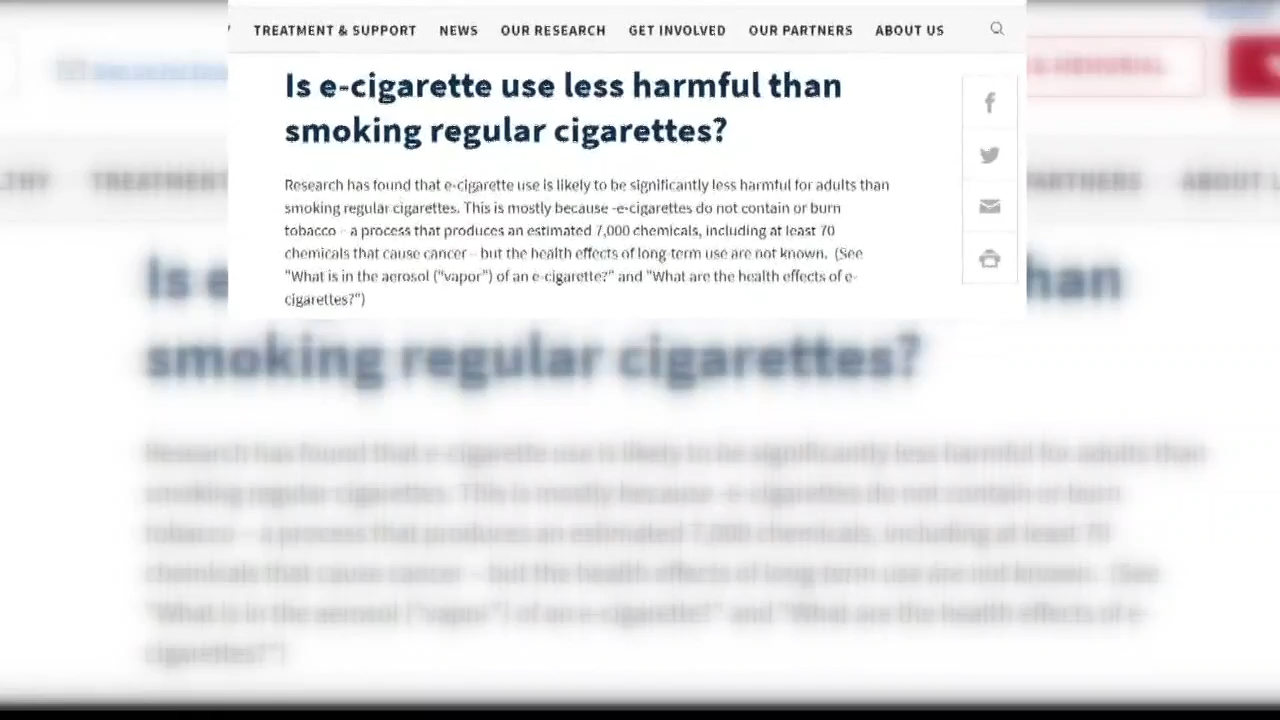 TREATMENT & SUPPORT NEWS OUR RESEARCH GET INVOLVED OUR PARTNERS ABOUT US
Is e-cigarette use less harmful than
smoking regular cigarettes?
Research has found that e-cigarette use is likely to be significantly less harmful for adults than
smoking regular cigarettes. This is mostly because -e-cigarettes do not contain or burn
tobacco – a process that produces an estimated 7,000 chemicals, including at least 70
chemicals that cause cancer – but the health effects of long-term use are not known. (See
"What is in the aerosol ("vapor") of an e-cigarette?" and "What are the health effects of e-
cigarettes?")